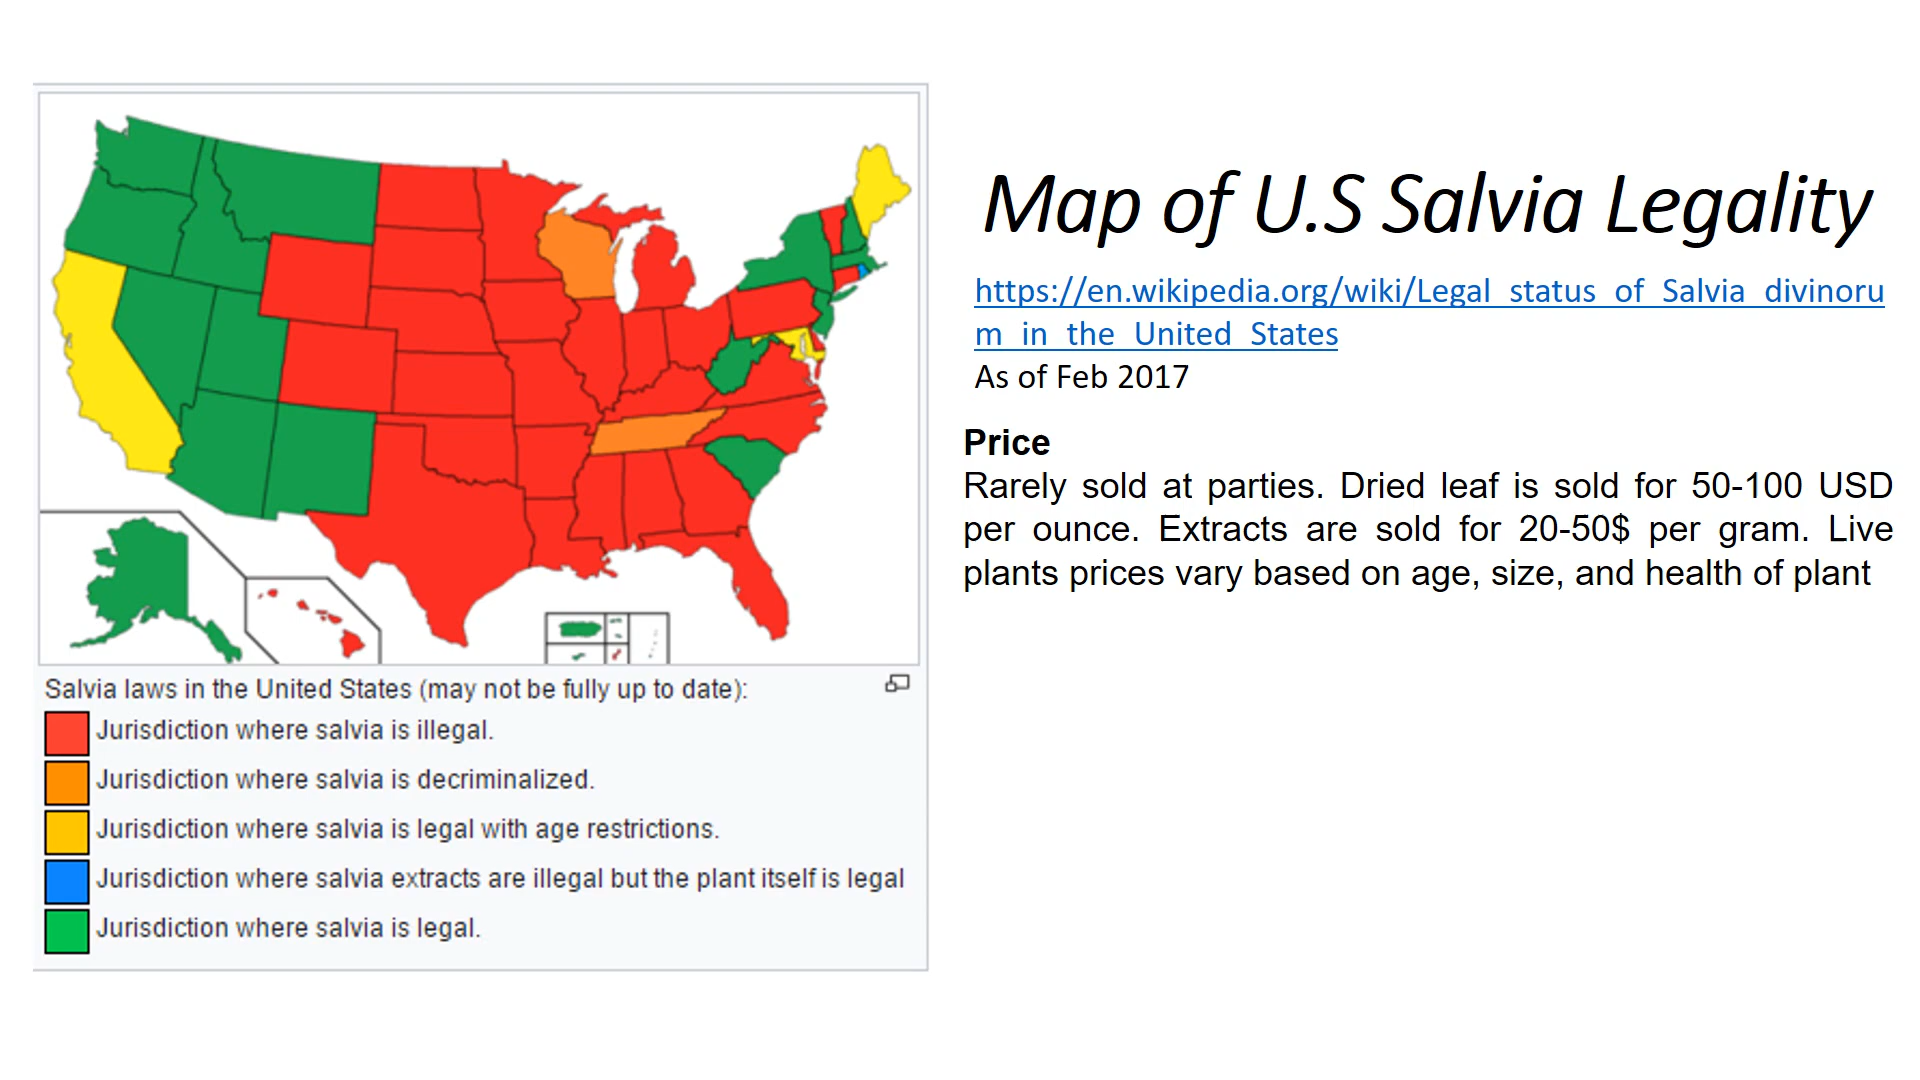 Map of U.S Salvia Legality
https://en.wikipedia.org/wiki/Legal_status_of_Salvia_divinoru
m_in_the_United_States
As of Feb 2017
Price
Rarely sold at parties. Dried leaf is sold for 50-100 USD
per ounce. Extracts are sold for 20-50$ per gram. Live
plants prices vary based on age, size, and health of plant
Salvia laws in the United States (may not be fully up to date):
Jurisdiction where salvia is illegal.
Jurisdiction where salvia is decriminalized.
Jurisdiction where salvia is legal with age restrictions.
Jurisdiction where salvia extracts are illegal but the plant itself is legal
Jurisdiction where salvia is legal.